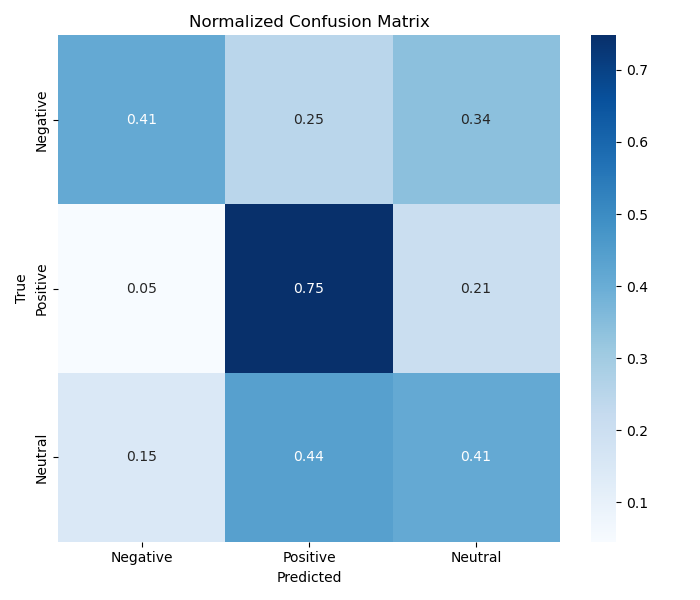 Normalized Confusion Matrix
True
Negative
0.41 0.25 0.34
Positive
0.05 0.75 0.21
Neutral
0.15 0.44 0.41
Negative Positive Neutral
Predicted
0.7
0.6
0.5
0.4
0.3
0.2
0.1